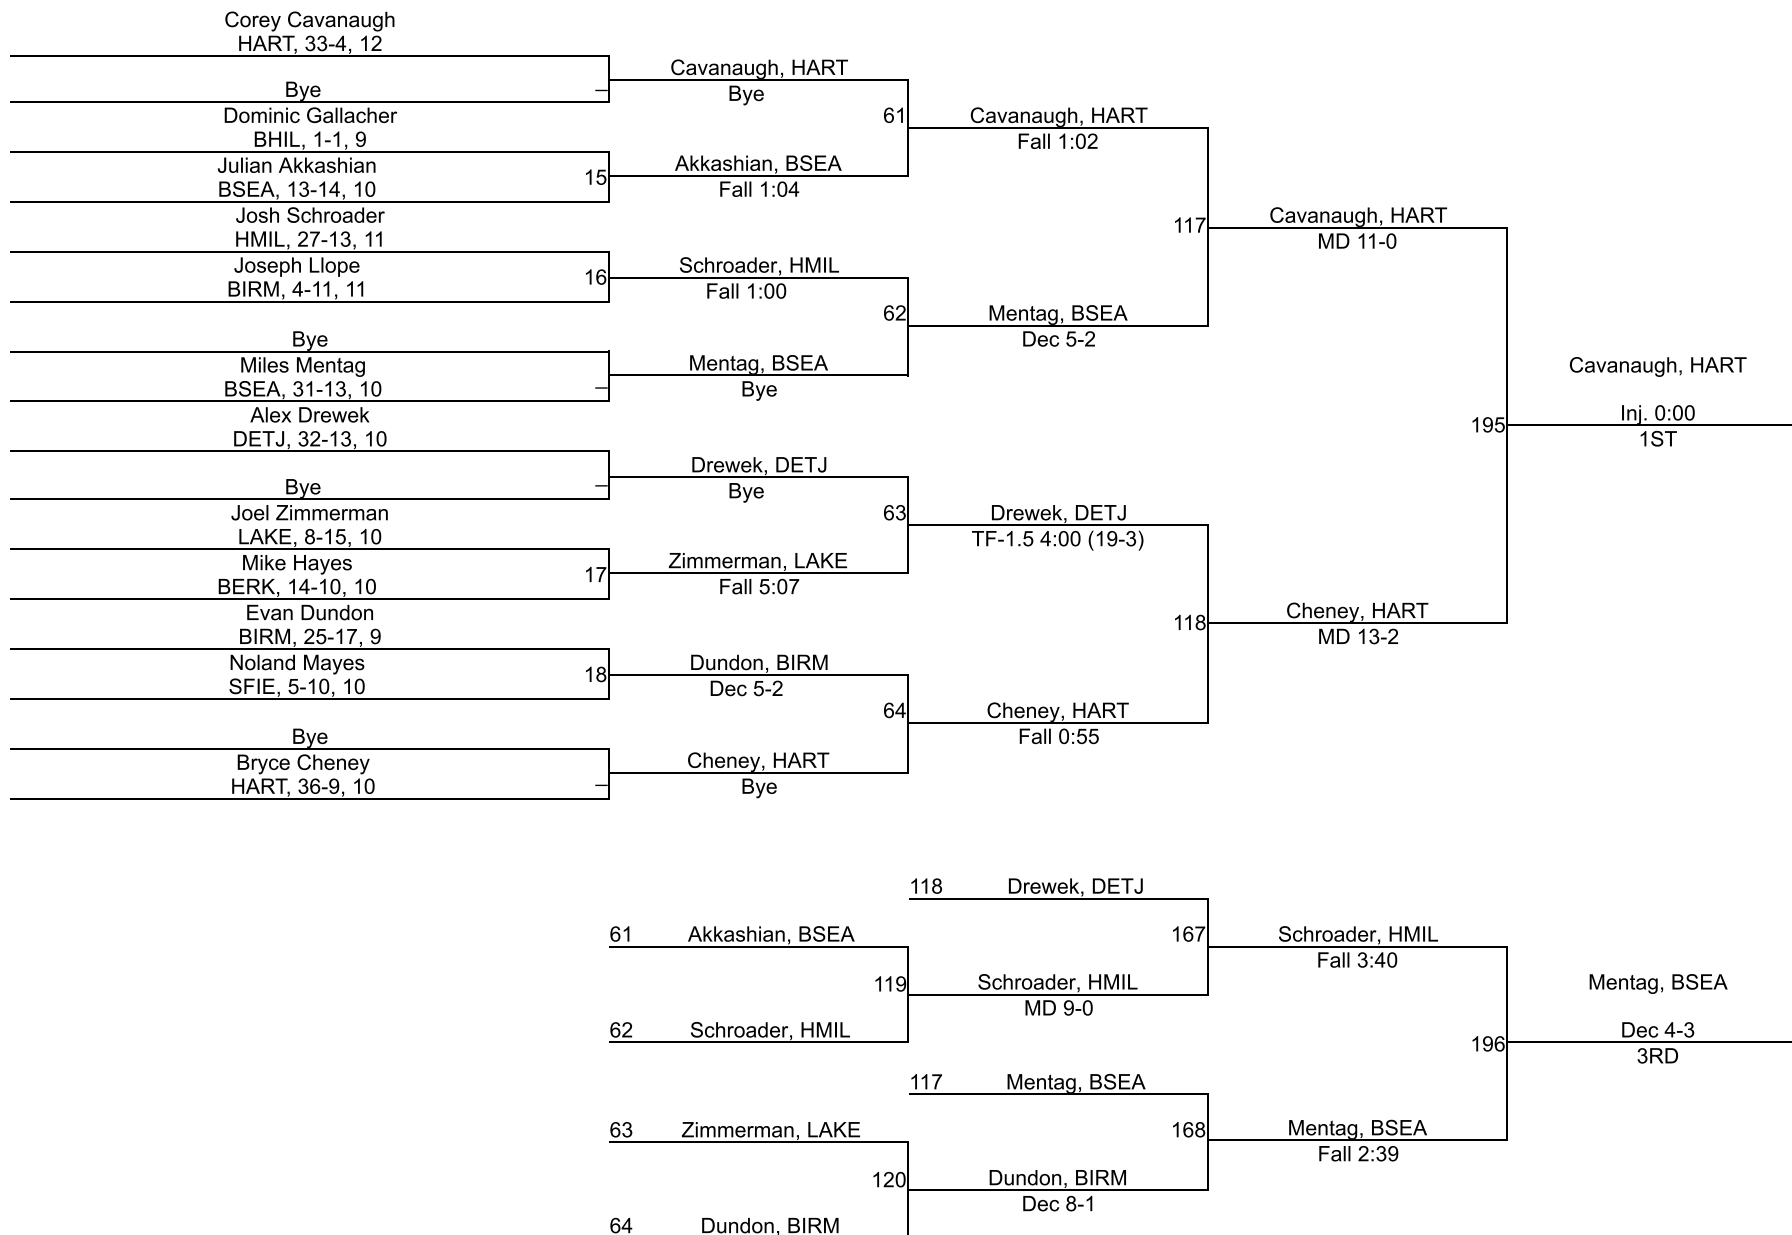 Corey Cavanaugh
HART, 33-4, 12
Bye
–
Dominic Gallacher
BHIL, 1-1, 9
Julian Akkashian
BSEA, 13-14, 10
15
Josh Schroader
HMIL, 27-13, 11
Joseph Llope
BIRM, 4-11, 11
16
Bye
Miles Mentag
BSEA, 31-13, 10
–
Alex Drewek
DETJ, 32-13, 10
Bye
–
Joel Zimmerman
LAKE, 8-15, 10
Mike Hayes
BERK, 14-10, 10
17
Evan Dundon
BIRM, 25-17, 9
Noland Mayes
SFIE, 5-10, 10
18
Bye
Bryce Cheney
HART, 36-9, 10
–
Cavanaugh, HART
Bye
61
Akkashian, BSEA
Fall 1:04
Schroader, HMIL
Fall 1:00
62
Mentag, BSEA
Bye
Drewek, DETJ
Bye
63
Zimmerman, LAKE
Fall 5:07
Dundon, BIRM
Dec 5-2
64
Cheney, HART
Bye
Cavanaugh, HART
Fall 1:02
117
Mentag, BSEA
Dec 5-2
Drewek, DETJ
TF-1.5 4:00 (19-3)
118
Cheney, HART
Fall 0:55
Cavanaugh, HART
MD 11-0
195
Cheney, HART
MD 13-2
Cavanaugh, HART
Inj. 0:00
1ST
118 Drewek, DETJ
61 Akkashian, BSEA
119
62 Schroader, HMIL
167
Schroader, HMIL
MD 9-0
117 Mentag, BSEA
63 Zimmerman, LAKE
120
64 Dundon, BIRM
168
Dundon, BIRM
Dec 8-1
Schroader, HMIL
Fall 3:40
196
Mentag, BSEA
Fall 2:39
Mentag, BSEA
Dec 4-3
3RD